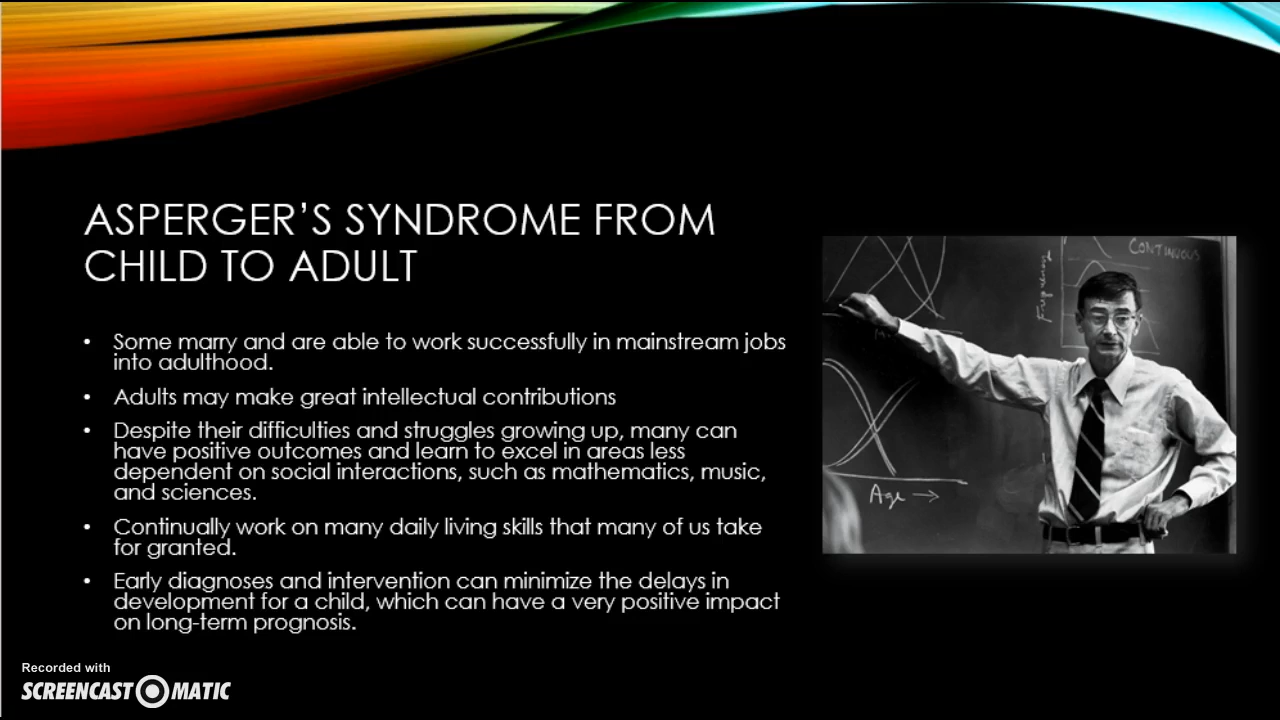 ASPERGER'S SYNDROME FROM
CHILD TO ADULT
• Some marry and are able to work successfully in mainstream jobs
into adulthood.
• Adults may make great intellectual contributions
• Despite their difficulties and struggles growing up, many can
have positive outcomes and learn to excel in areas less
dependent on social interactions, such as mathematics, music,
and sciences.
• Continually work on many daily living skills that many of us take
for granted.
• Early diagnoses and intervention can minimize the delays in
development for a child, which can have a very positive impact
on long-term prognosis.
CONTINUOUS
Frequency
Age →
Recorded with
SCREENCAST O MATIC